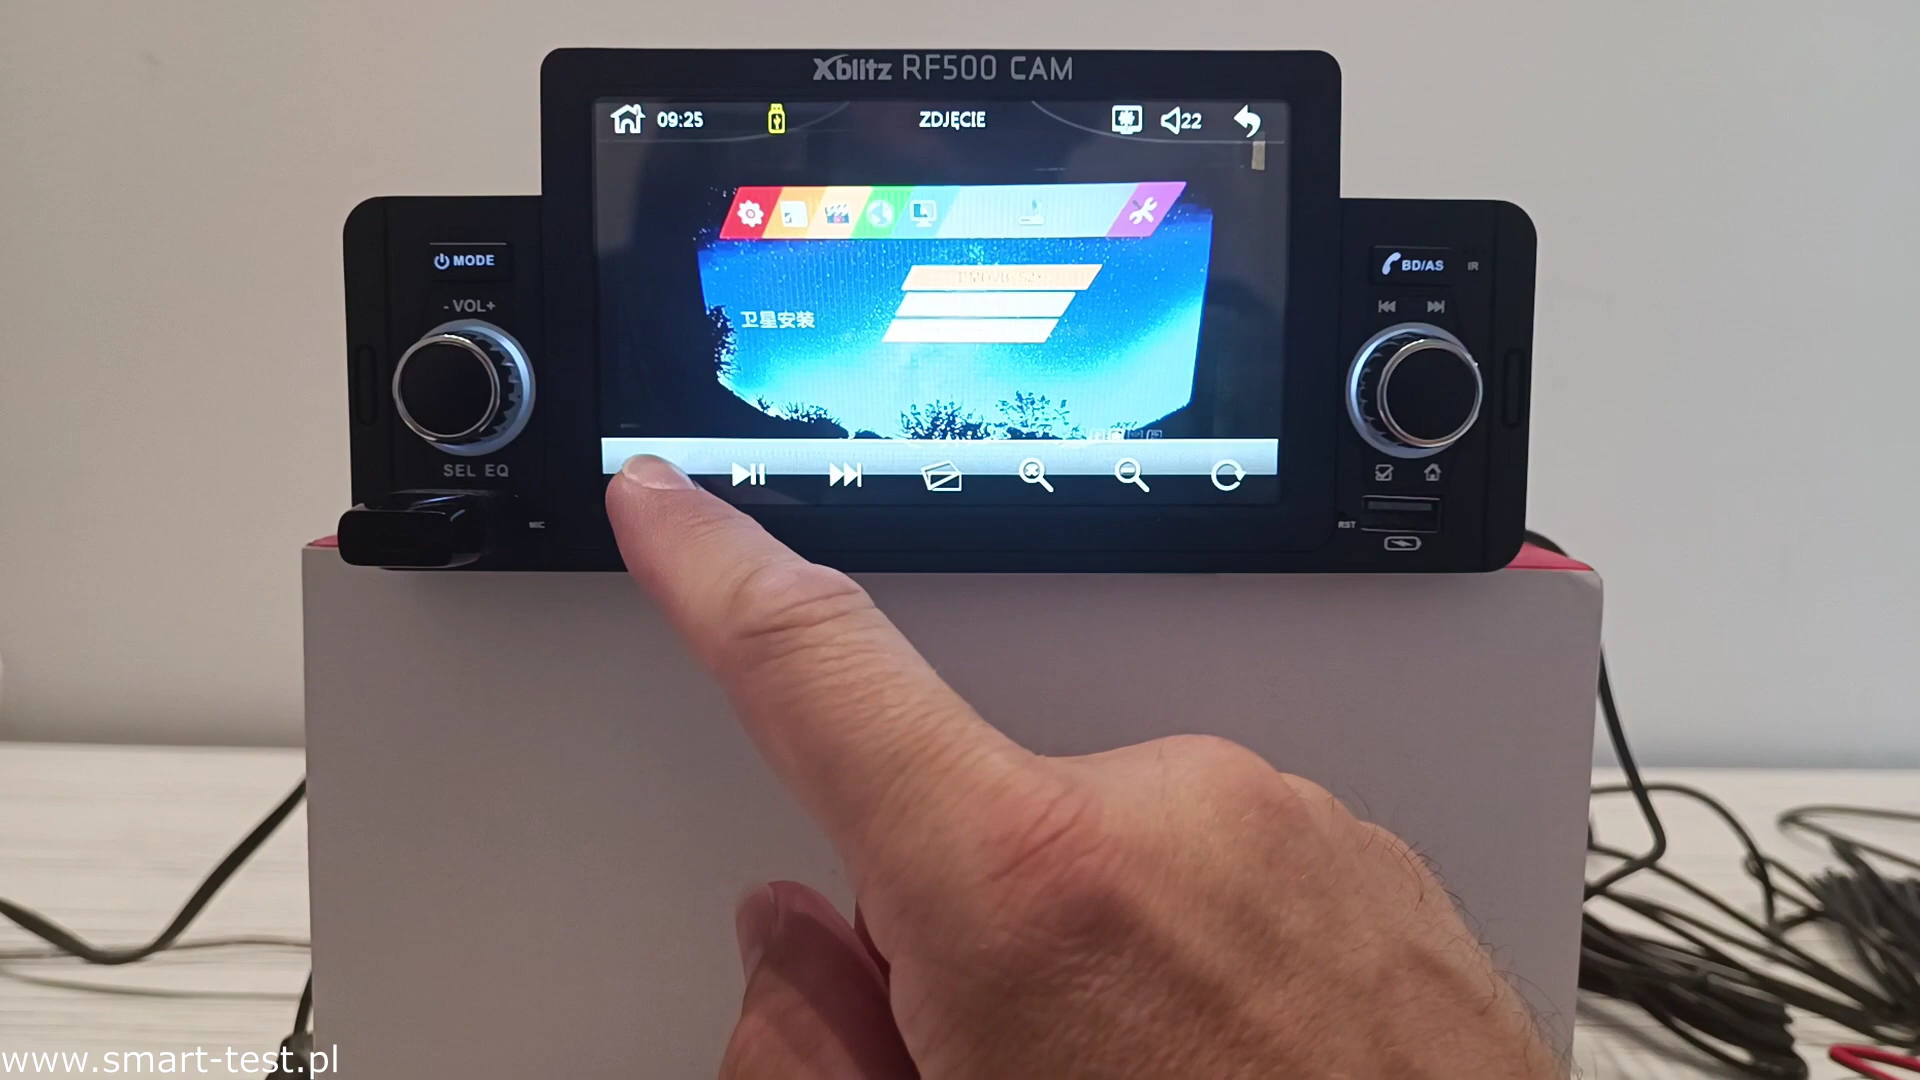 Xblitz RF500 CAM
09:25
ZDJĘCIE
22
MODE
- VOL+
SEL EQ
MIC
卫星安装
BD/AS
IR
RST
www.smart-test.pl